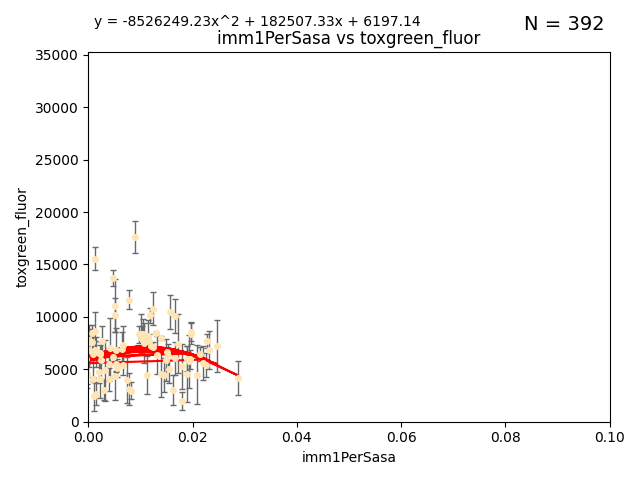 y = -8526249.23x^2 + 182507.33x + 6197.14
N = 392
imm1PerSasa vs toxgreen_fluor
35000
30000
25000
20000
15000
10000
5000
0
toxgreen_fluor
0.00 0.02 0.04 0.06 0.08 0.10
imm1PerSasa